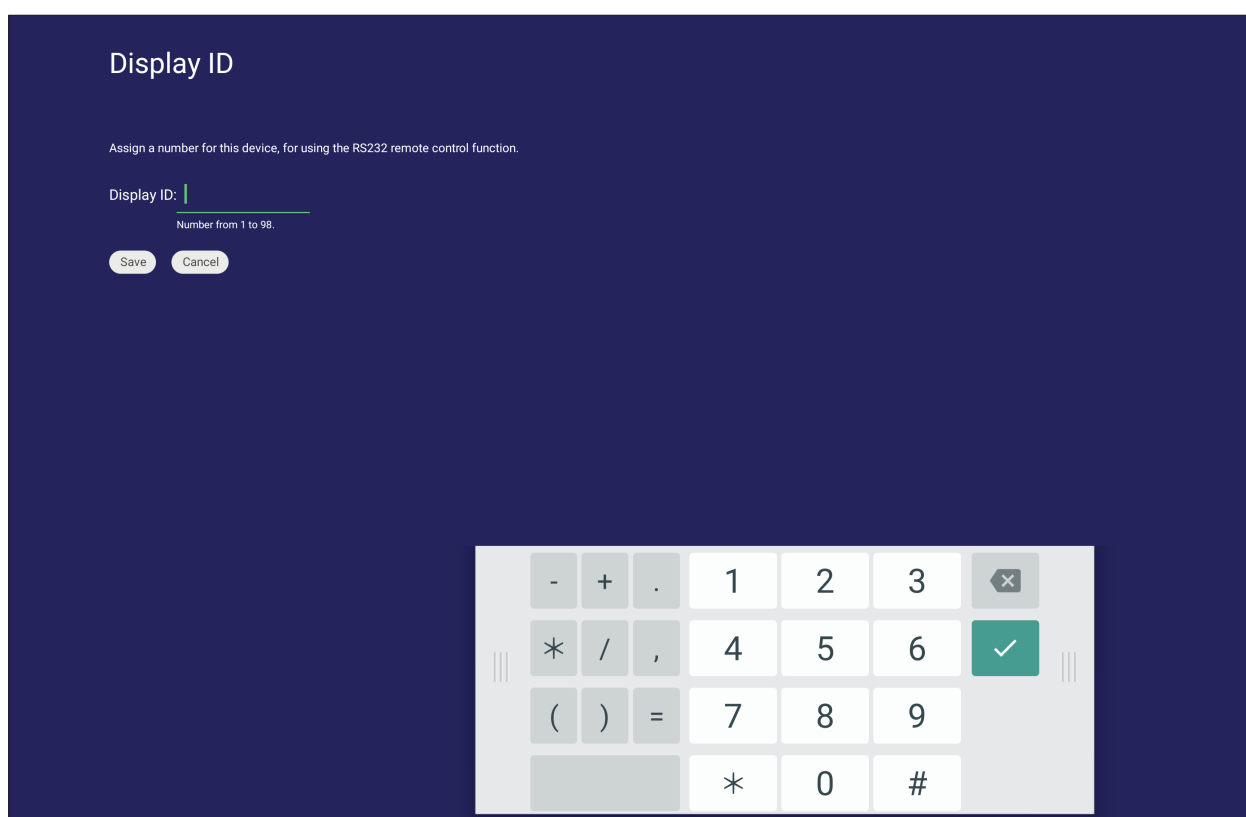 Display ID
Assign a number for this device, for using the RS232 remote control function.
Display ID:
Number from 1 to 98.
Save Cancel
- + . 1 2 3
* / , 4 5 6
( ) = 7 8 9
* 0 #